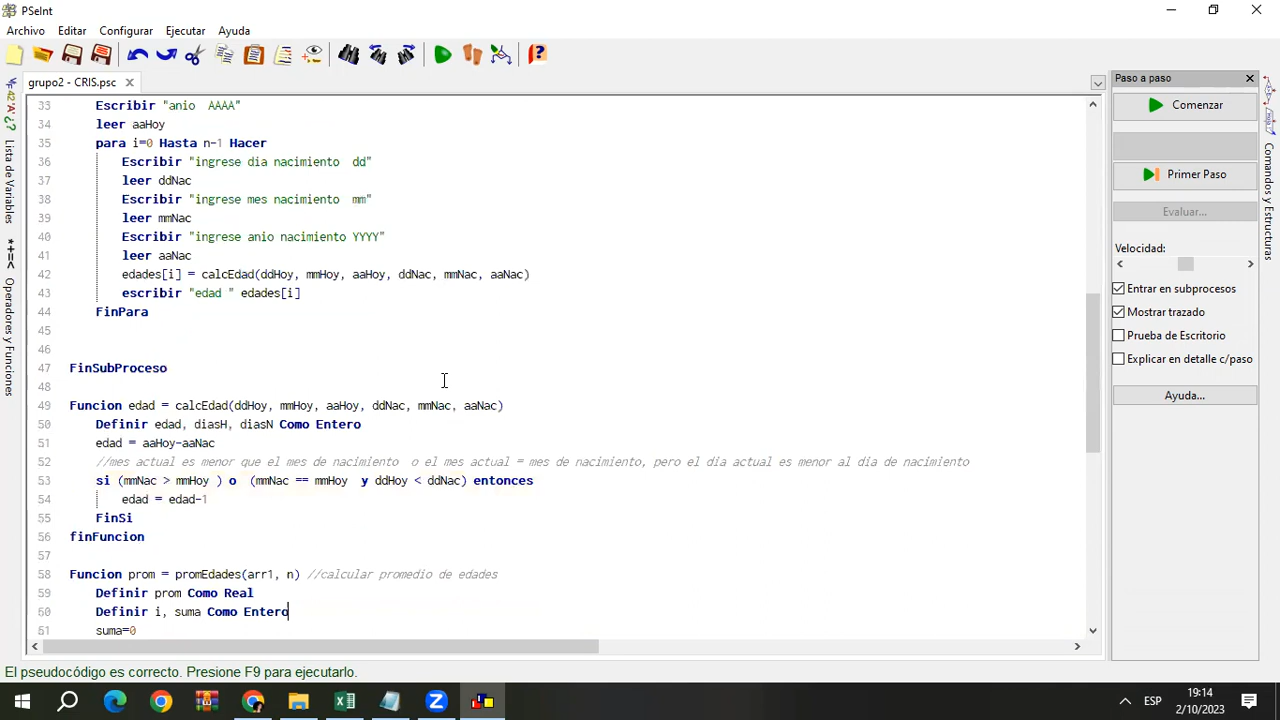 PSeInt
Archivo Editar Configurar Ejecutar Ayuda
grupo2 - CRIS.psc
Lista de Variables
Operadores y Funciones
33 Escribir "anio  AAAA"
34 leer aaHoy
35 para i=0 Hasta n-1 Hacer
36 Escribir "ingrese dia nacimiento  dd"
37 leer ddNac
38 Escribir "ingrese mes nacimiento  mm"
39 leer mmNac
40 Escribir "ingrese anio nacimiento YYYY"
41 leer aaNac
42 edades[i] = calcEdad(ddHoy, mmHoy, aaHoy, ddNac, mmNac, aaNac)
43 escribir "edad " edades[i]
44 FinPara
45
46
47 FinSubProceso
48
49 Funcion edad = calcEdad(ddHoy, mmHoy, aaHoy, ddNac, mmNac, aaNac)
50 Definir edad, diasH, diasN Como Entero
51 edad = aaHoy-aaNac
52 //mes actual es menor que el mes de nacimiento  o el mes actual = mes de nacimiento, pero el dia actual es menor al dia de nacimiento
53 si (mmNac > mmHoy ) o  (mmNac == mmHoy  y ddHoy < ddNac) entonces
54 edad = edad-1
55 FinSi
56 finFuncion
57
58 Funcion prom = promEdades(arr1, n) //calcular promedio de edades
59 Definir prom Como Real
60 Definir i, suma Como Entero
61 suma=0
Paso a paso
Comenzar
Primer Paso
Evaluar...
Velocidad:
Entrar en subprocesos
Mostrar trazado
Prueba de Escritorio
Explicar en detalle c/paso
Ayuda...
Comandos y Estructuras
El pseudocódigo es correcto. Presione F9 para ejecutarlo.
ESP
19:14
2/10/2023